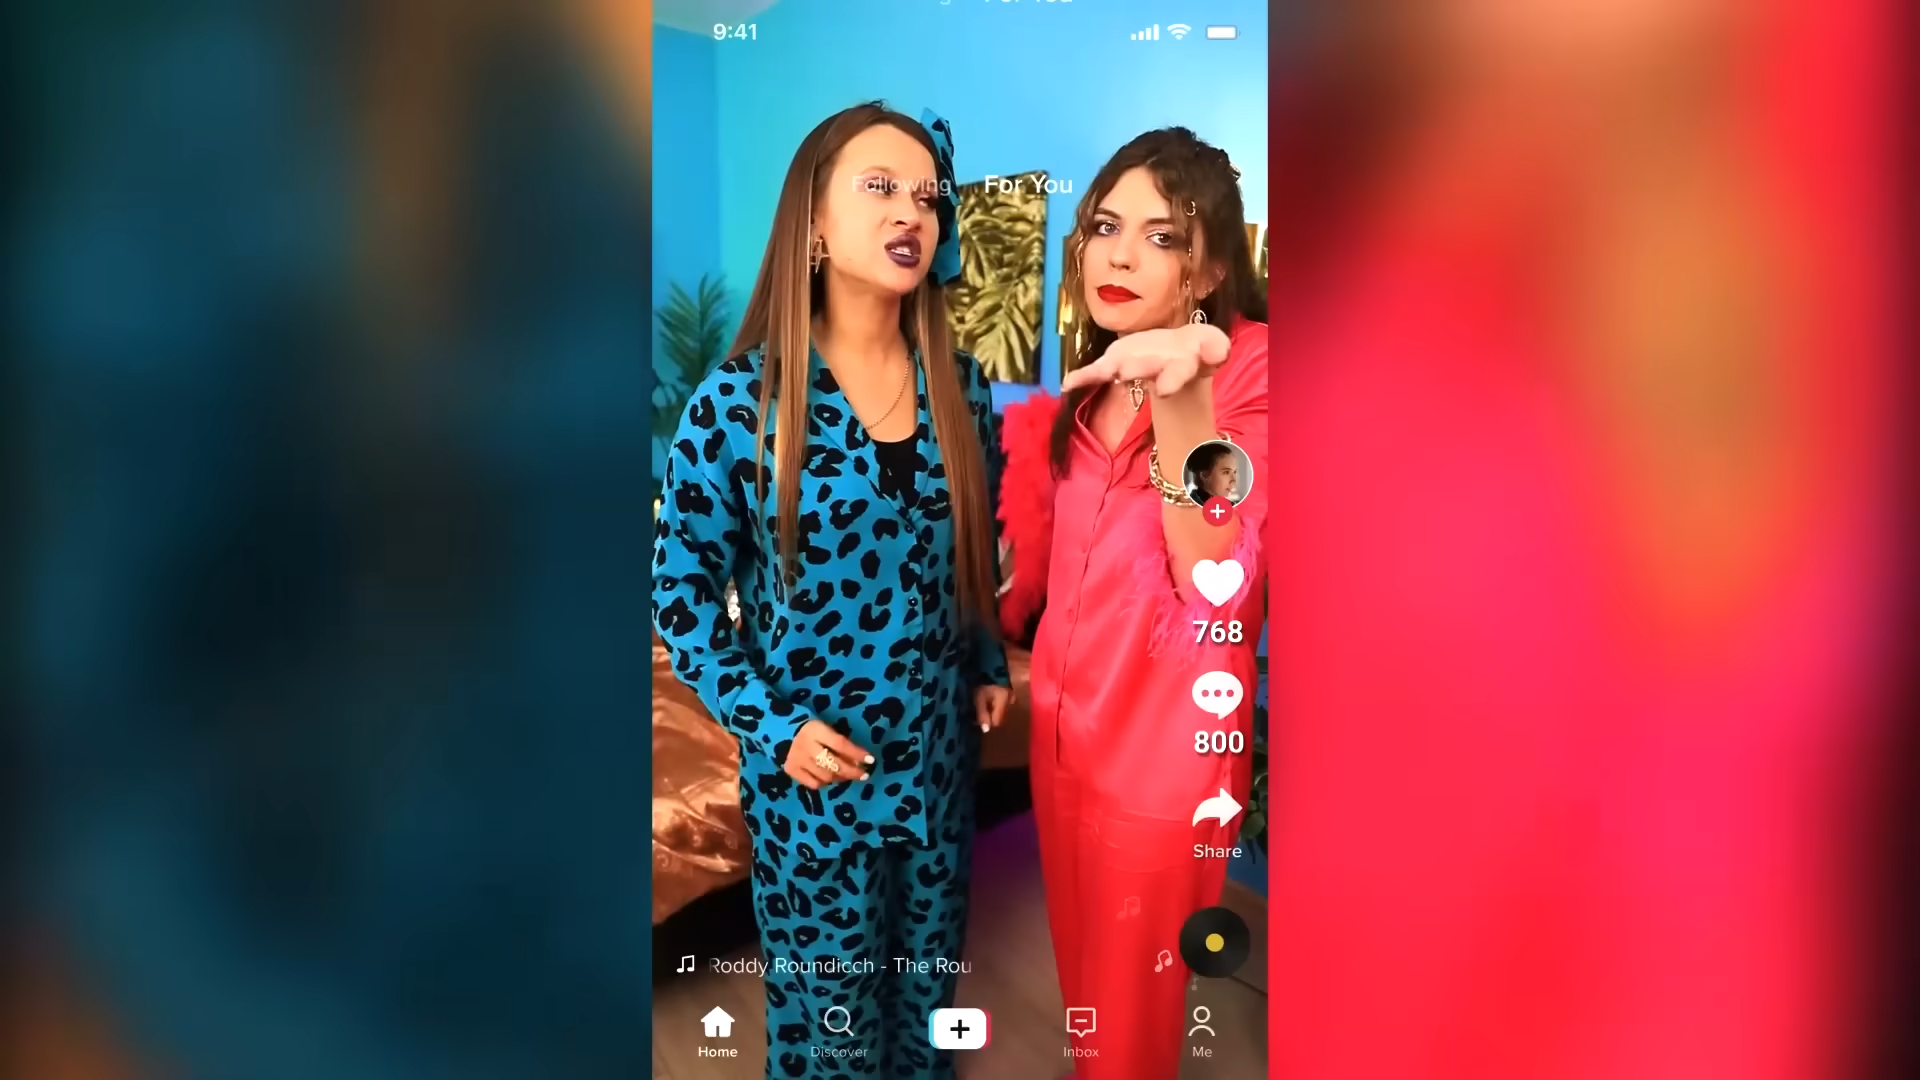 9:41
Following For You
768
800
Share
Roddy Roundicch - The Rou
Home
Discover
Inbox
Me